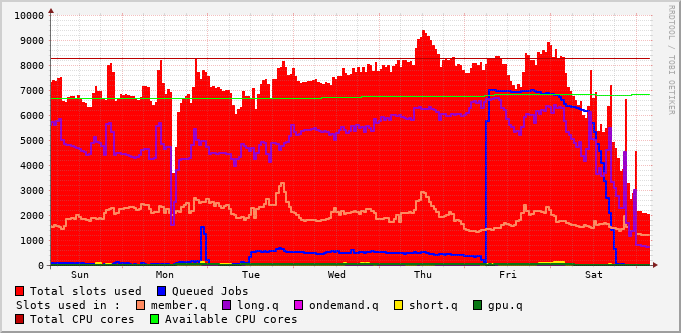 RRDTOOL / TOBI OETIKER
10000
9000
8000
7000
6000
5000
4000
3000
2000
1000
0
Sun Mon Tue Wed Thu Fri Sat
Total slots used Queued Jobs
Slots used in : member.q long.q ondemand.q short.q gpu.q
Total CPU cores Available CPU cores